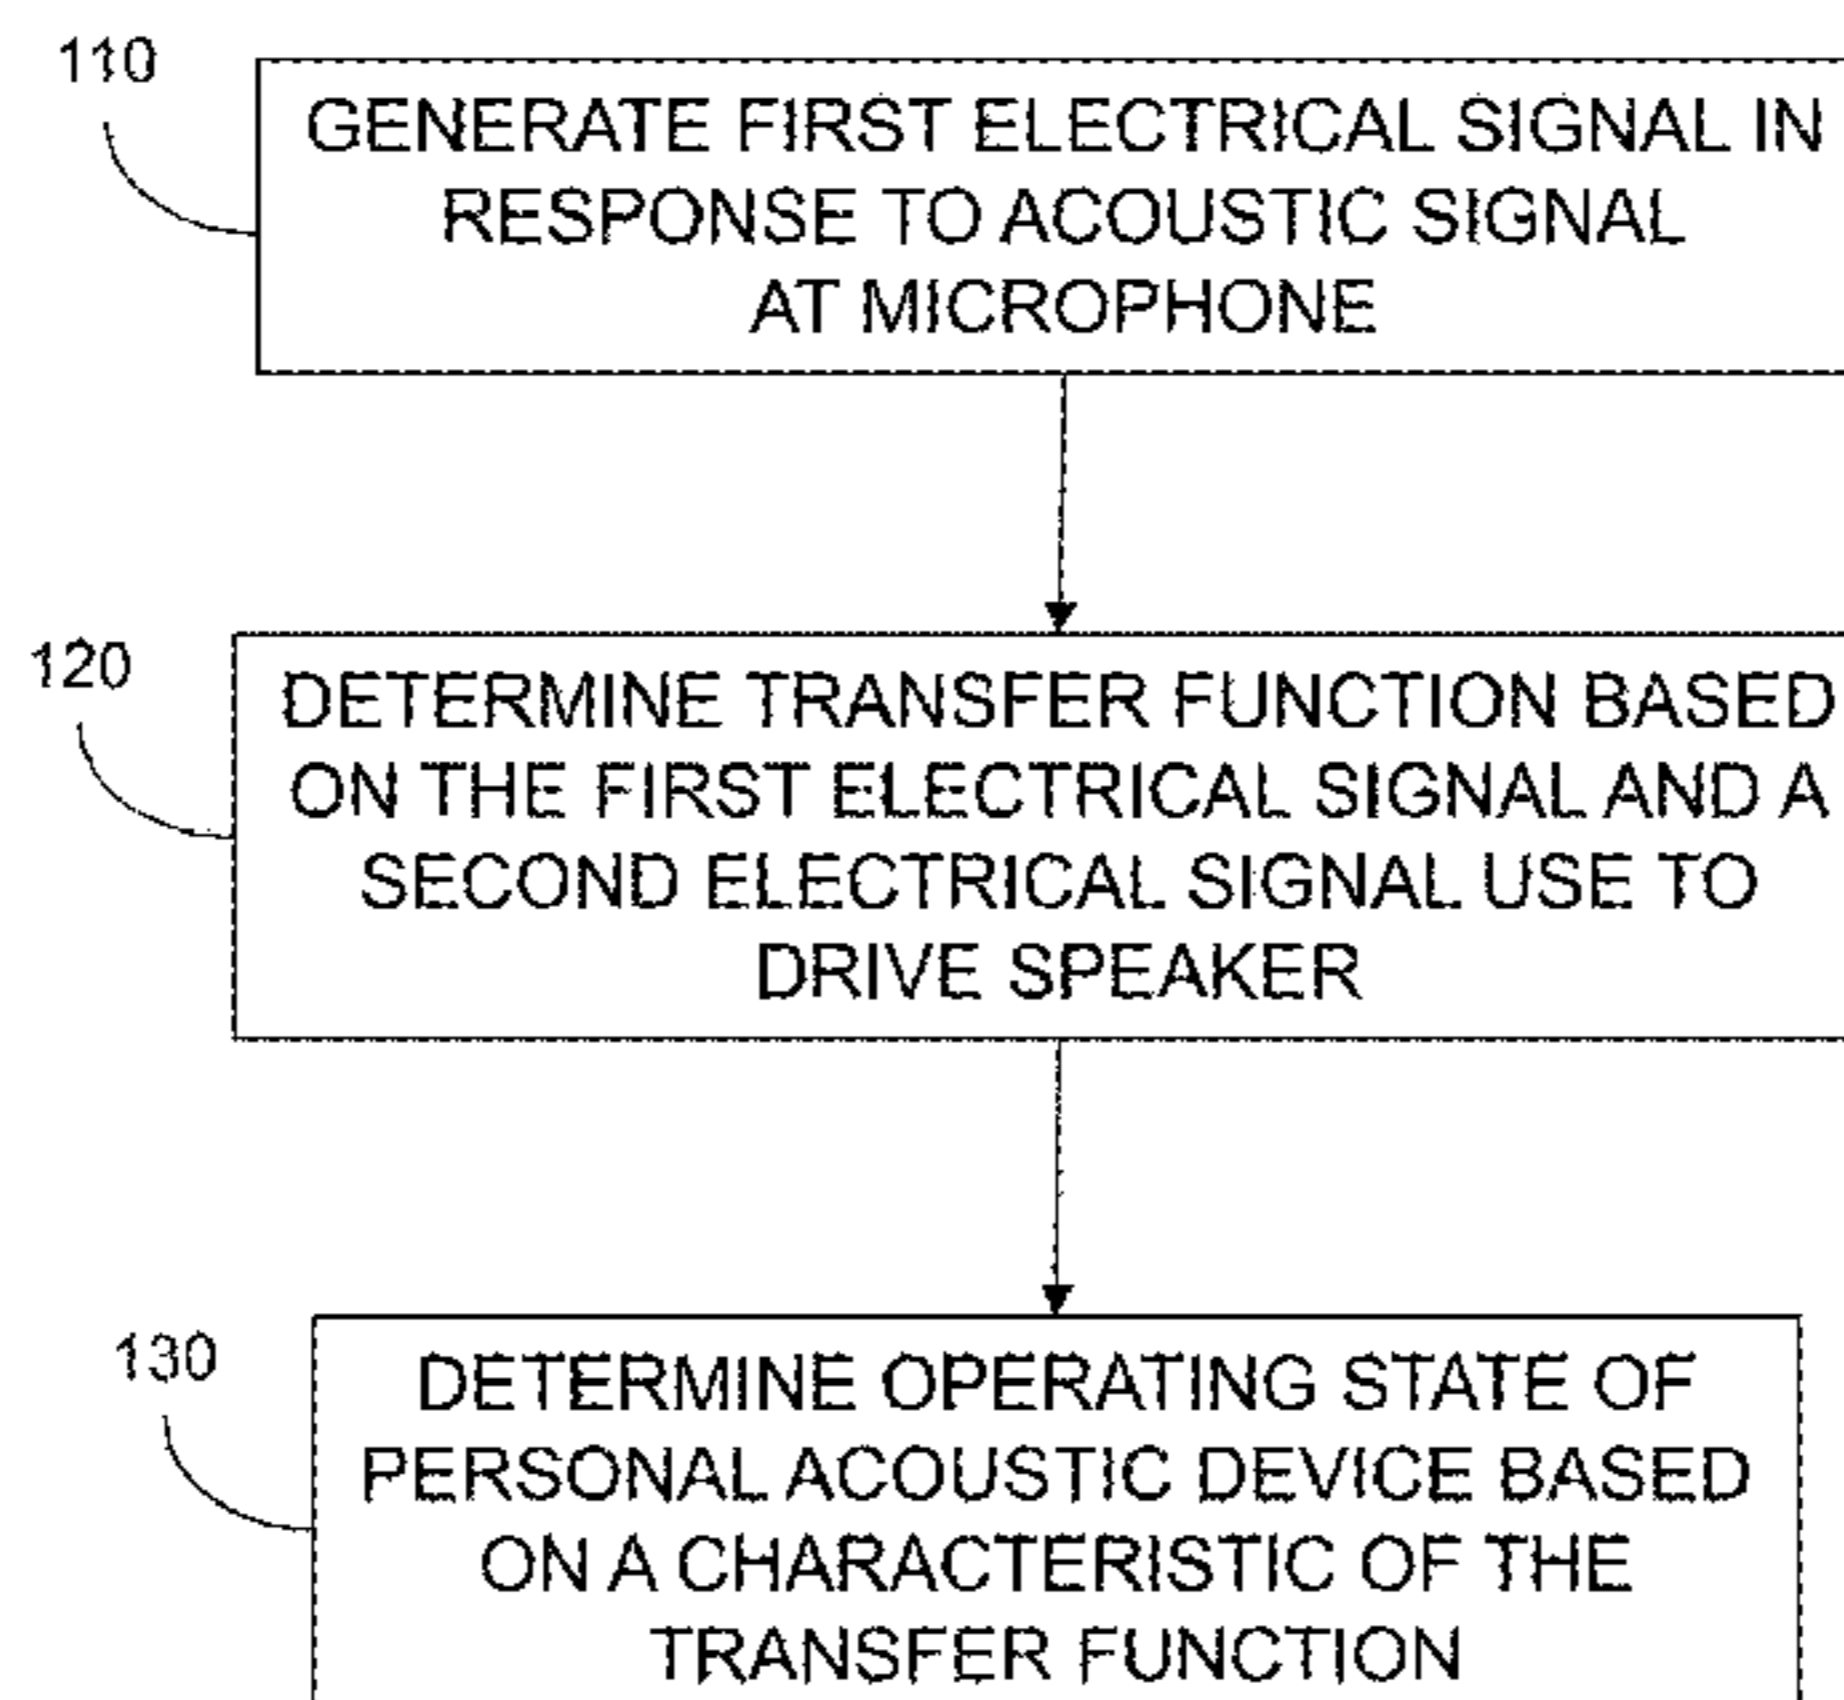 110
GENERATE FIRST ELECTRICAL SIGNAL IN
RESPONSE TO ACOUSTIC SIGNAL
AT MICROPHONE
120
DETERMINE TRANSFER FUNCTION BASED
ON THE FIRST ELECTRICAL SIGNAL AND A
SECOND ELECTRICAL SIGNAL USE TO
DRIVE SPEAKER
130
DETERMINE OPERATING STATE OF
PERSONAL ACOUSTIC DEVICE BASED
ON A CHARACTERISTIC OF THE
TRANSFER FUNCTION